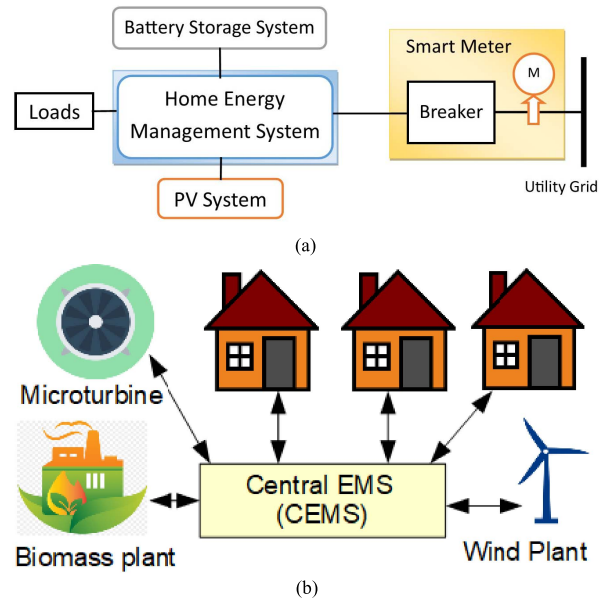 Battery Storage System
Smart Meter
M
Loads
Home Energy
Management System
Breaker
PV System
Utility Grid
(a)
Microturbine
Central EMS
(CEMS)
Biomass plant
Wind Plant
(b)